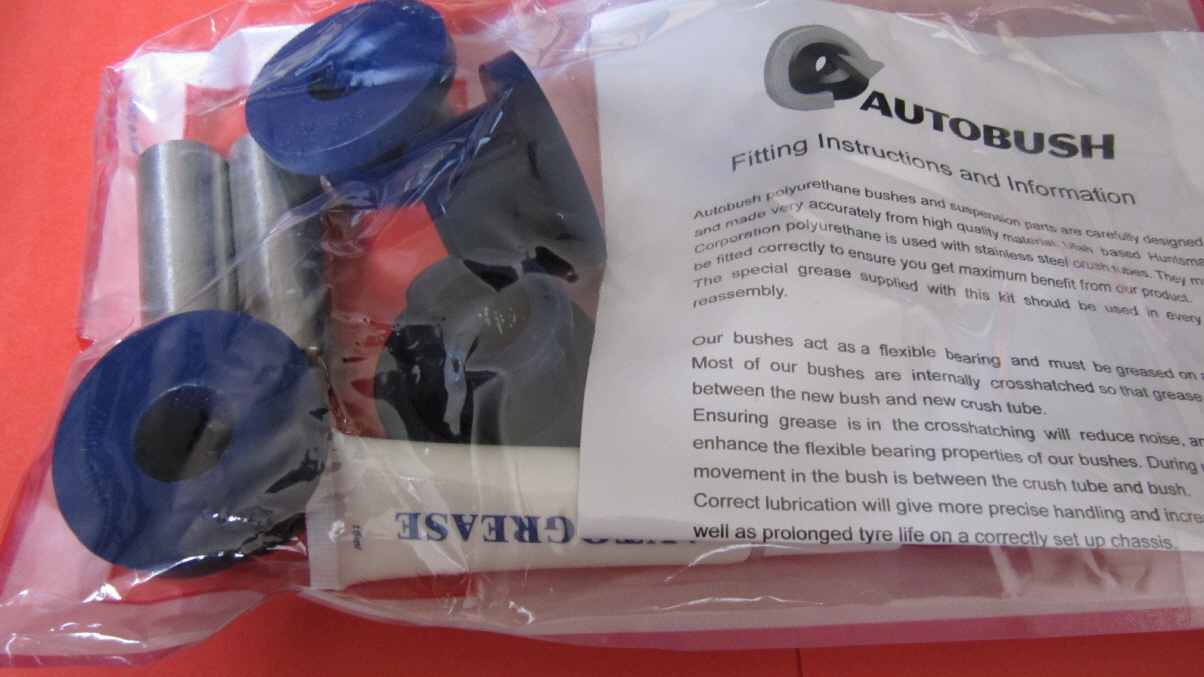 AUTOBUSH
Fitting Instructions and Information
Autobush polyurethane bushes and suspension parts are carefully designed
and made very accurately from high quality material. Utah based Huntsma
Corporation polyurethane is used with stainless steel crush tubes. They m
be fitted correctly to ensure you get maximum benefit from our product.
The special grease supplied with this kit should be used in every
reassembly.
Our bushes act as a flexible bearing and must be greased on a
Most of our bushes are internally crosshatched so that grease
between the new bush and new crush tube.
Ensuring grease is in the crosshatching will reduce noise, an
enhance the flexible bearing properties of our bushes. During
movement in the bush is between the crush tube and bush.
Correct lubrication will give more precise handling and incre
well as prolonged tyre life on a correctly set up chassis.
AUTO GREASE
15ml